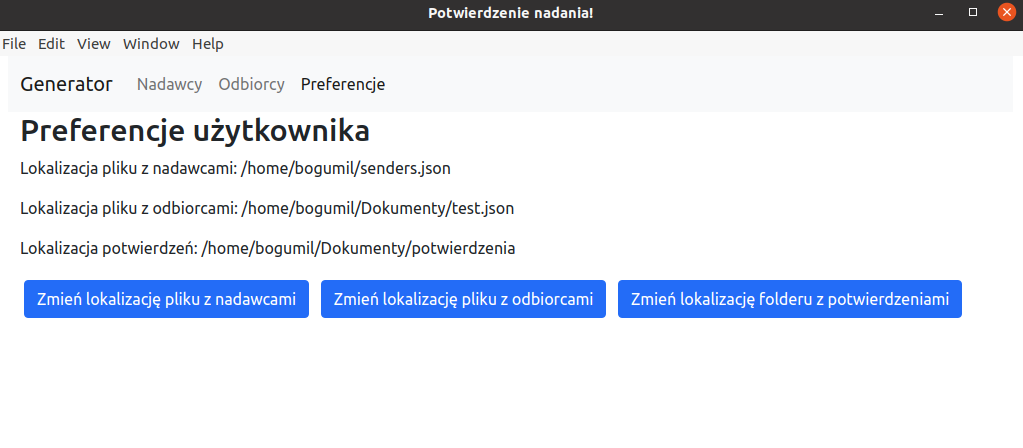 Potwierdzenie nadania!
File Edit View Window Help
Generator Nadawcy Odbiorcy Preferencje
Preferencje użytkownika
Lokalizacja pliku z nadawcami: /home/bogumil/senders.json
Lokalizacja pliku z odbiorcami: /home/bogumil/Dokumenty/test.json
Lokalizacja potwierdzeń: /home/bogumil/Dokumenty/potwierdzenia
Zmień lokalizację pliku z nadawcami Zmień lokalizację pliku z odbiorcami Zmień lokalizację folderu z potwierdzeniami